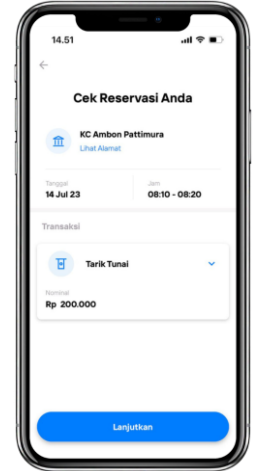 14.51
Cek Reservasi Anda
KC Ambon Pattimura
Lihat Alamat
Tanggal
14 Jul 23
Jam
08:10 - 08:20
Transaksi
Tarik Tunai
Nominal
Rp 200.000
Lanjutkan